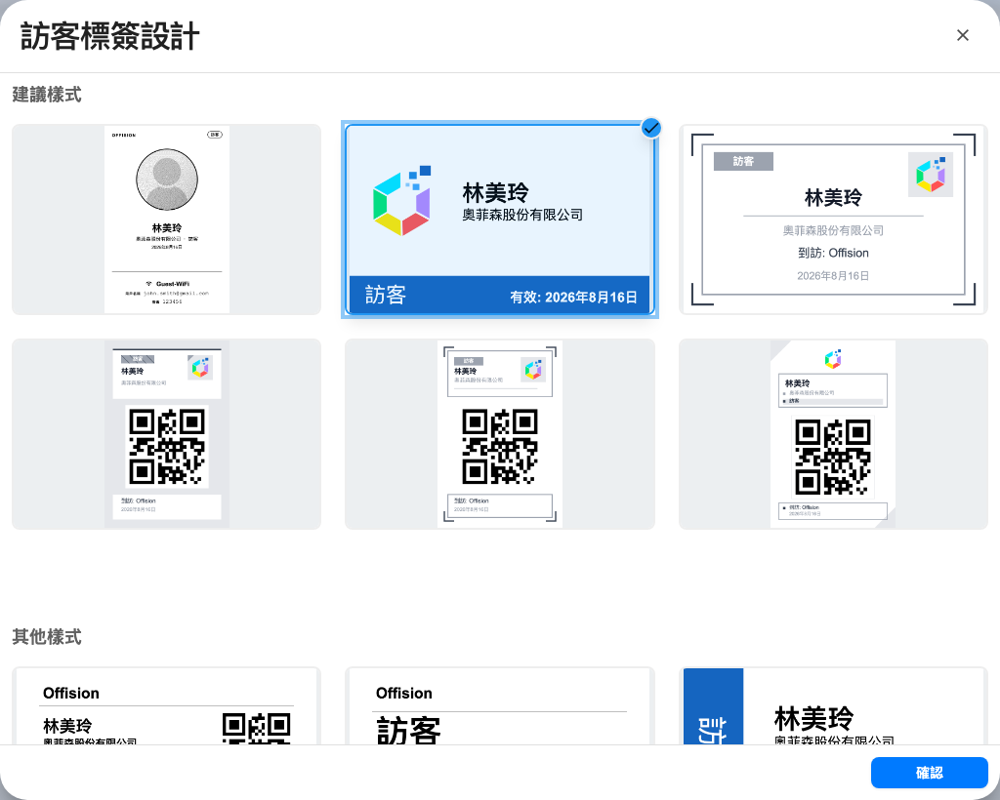 訪客標簽設計
建議樣式
OFFISION
訪客
林美玲
奧菲森股份有限公司 · 訪客
2026年8月16日
Guest-WiFi
john.smith@gmail.com
密碼 123456
林美玲
奧菲森股份有限公司
訪客
有效: 2026年8月16日
訪客
林美玲
奧菲森股份有限公司
到訪: Offision
2026年8月16日
訪客
林美玲
奧菲森股份有限公司
到訪: Offision
2026年8月16日
訪客
林美玲
奧菲森股份有限公司
到訪: Offision
2026年8月16日
林美玲
奧菲森股份有限公司
訪客
到訪: Offision
2026年8月16日
其他樣式
Offision
林美玲
奧菲森股份有限公司
Offision
訪客
訪
林美玲
奧菲森股份有限公司
確認